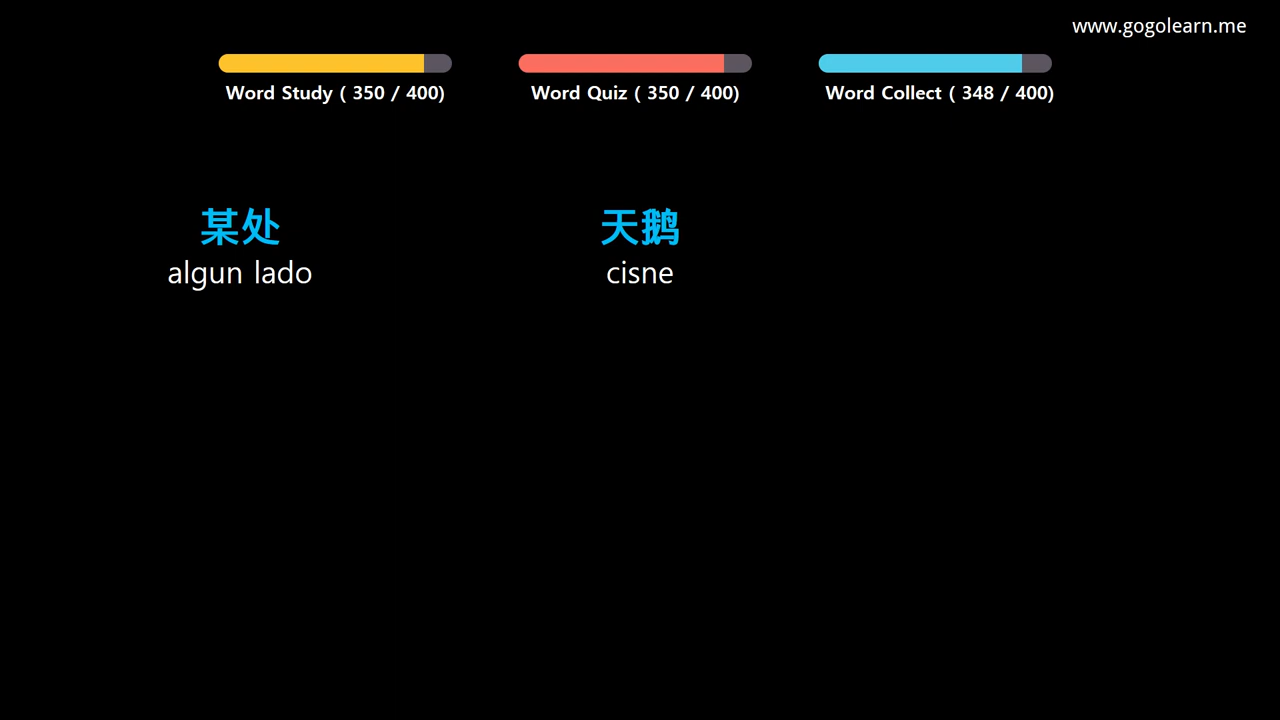 www.gogolearn.me
Word Study ( 350 / 400)
Word Quiz ( 350 / 400)
Word Collect ( 348 / 400)
某处
algun lado
天鹅
cisne